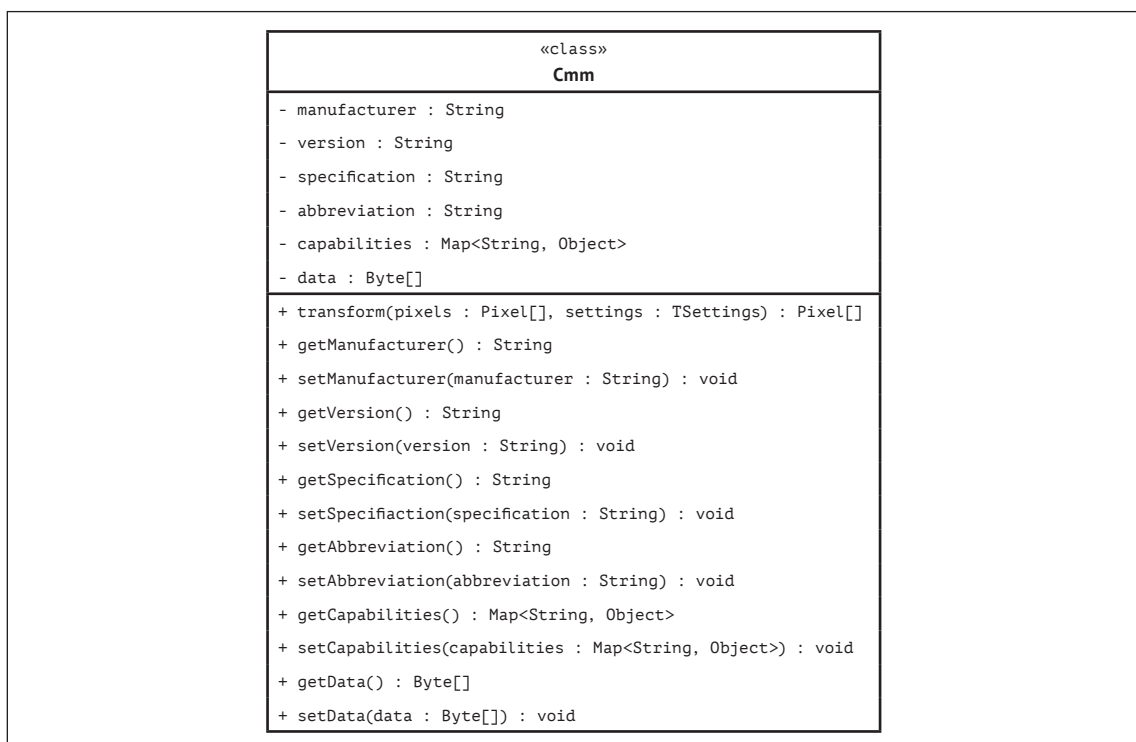 «class»
Cmm
- manufacturer : String
- version : String
- specification : String
- abbreviation : String
- capabilities : Map<String, Object>
- data : Byte[]
+ transform(pixels : Pixel[], settings : TSettings) : Pixel[]
+ getManufacturer() : String
+ setManufacturer(manufacturer : String) : void
+ getVersion() : String
+ setVersion(version : String) : void
+ getSpecification() : String
+ setSpecifiaction(specification : String) : void
+ getAbbreviation() : String
+ setAbbreviation(abbreviation : String) : void
+ getCapabilities() : Map<String, Object>
+ setCapabilities(capabilities : Map<String, Object>) : void
+ getData() : Byte[]
+ setData(data : Byte[]) : void